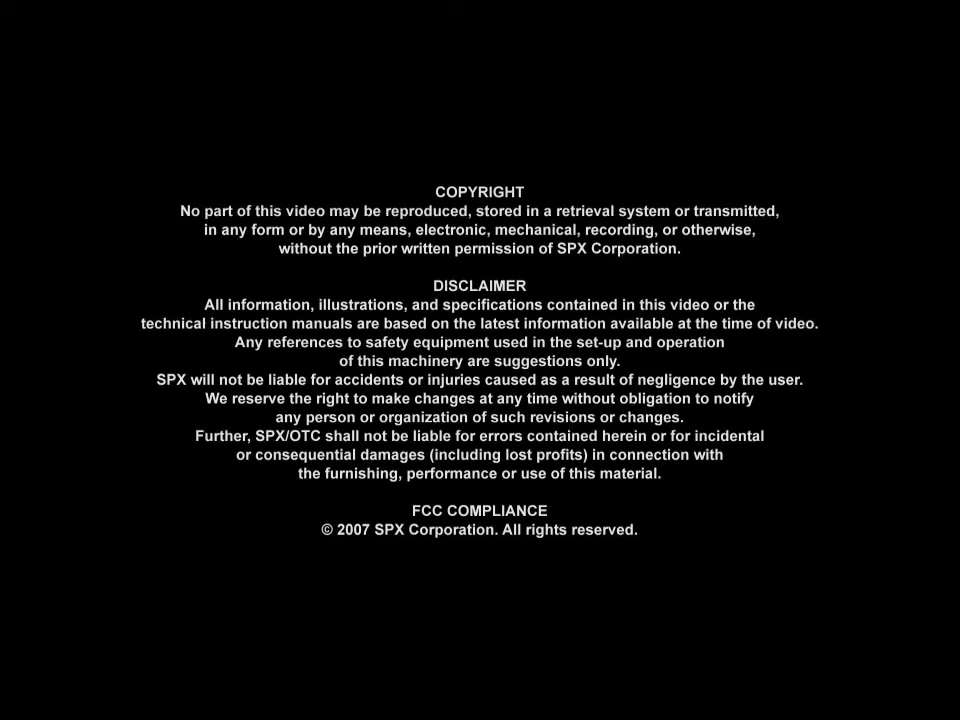 COPYRIGHT
No part of this video may be reproduced, stored in a retrieval system or transmitted,
in any form or by any means, electronic, mechanical, recording, or otherwise,
without the prior written permission of SPX Corporation.
DISCLAIMER
All information, illustrations, and specifications contained in this video or the
technical instruction manuals are based on the latest information available at the time of video.
Any references to safety equipment used in the set-up and operation
of this machinery are suggestions only.
SPX will not be liable for accidents or injuries caused as a result of negligence by the user.
We reserve the right to make changes at any time without obligation to notify
any person or organization of such revisions or changes.
Further, SPX/OTC shall not be liable for errors contained herein or for incidental
or consequential damages (including lost profits) in connection with
the furnishing, performance or use of this material.
FCC COMPLIANCE
© 2007 SPX Corporation. All rights reserved.